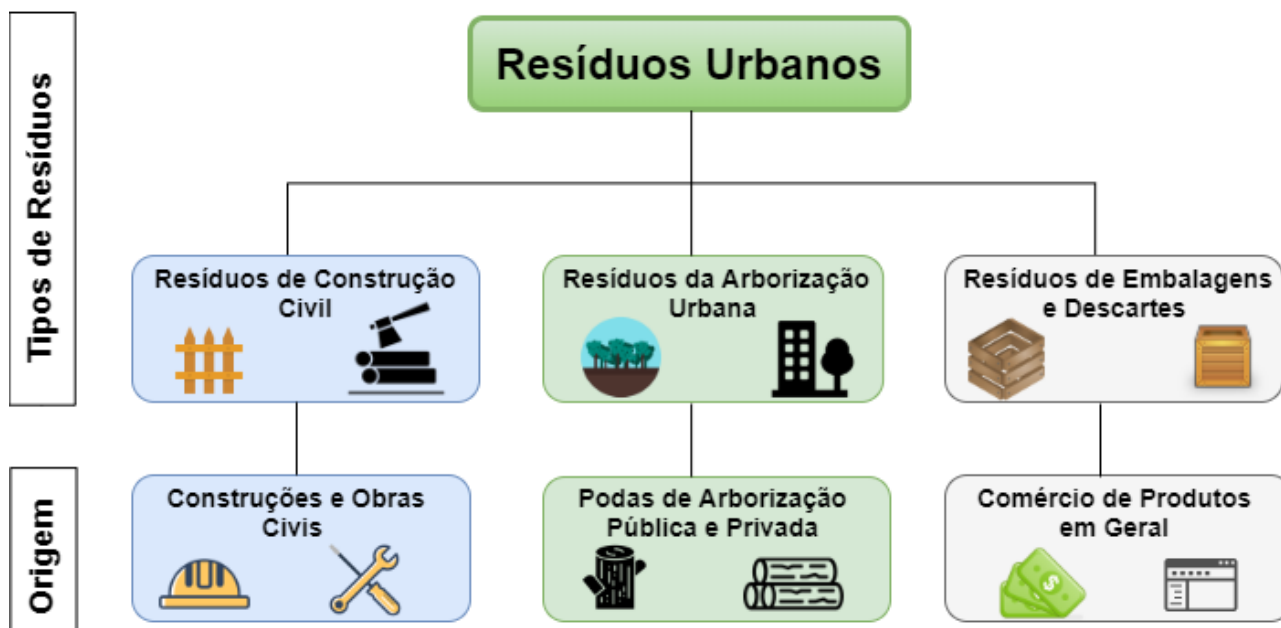 Resíduos Urbanos
Tipos de Resíduos
Resíduos de Construção
Civil
Resíduos da Arborização
Urbana
Resíduos de Embalagens
e Descartes
Origem
Construções e Obras
Civis
Podas de Arborização
Pública e Privada
Comércio de Produtos
em Geral